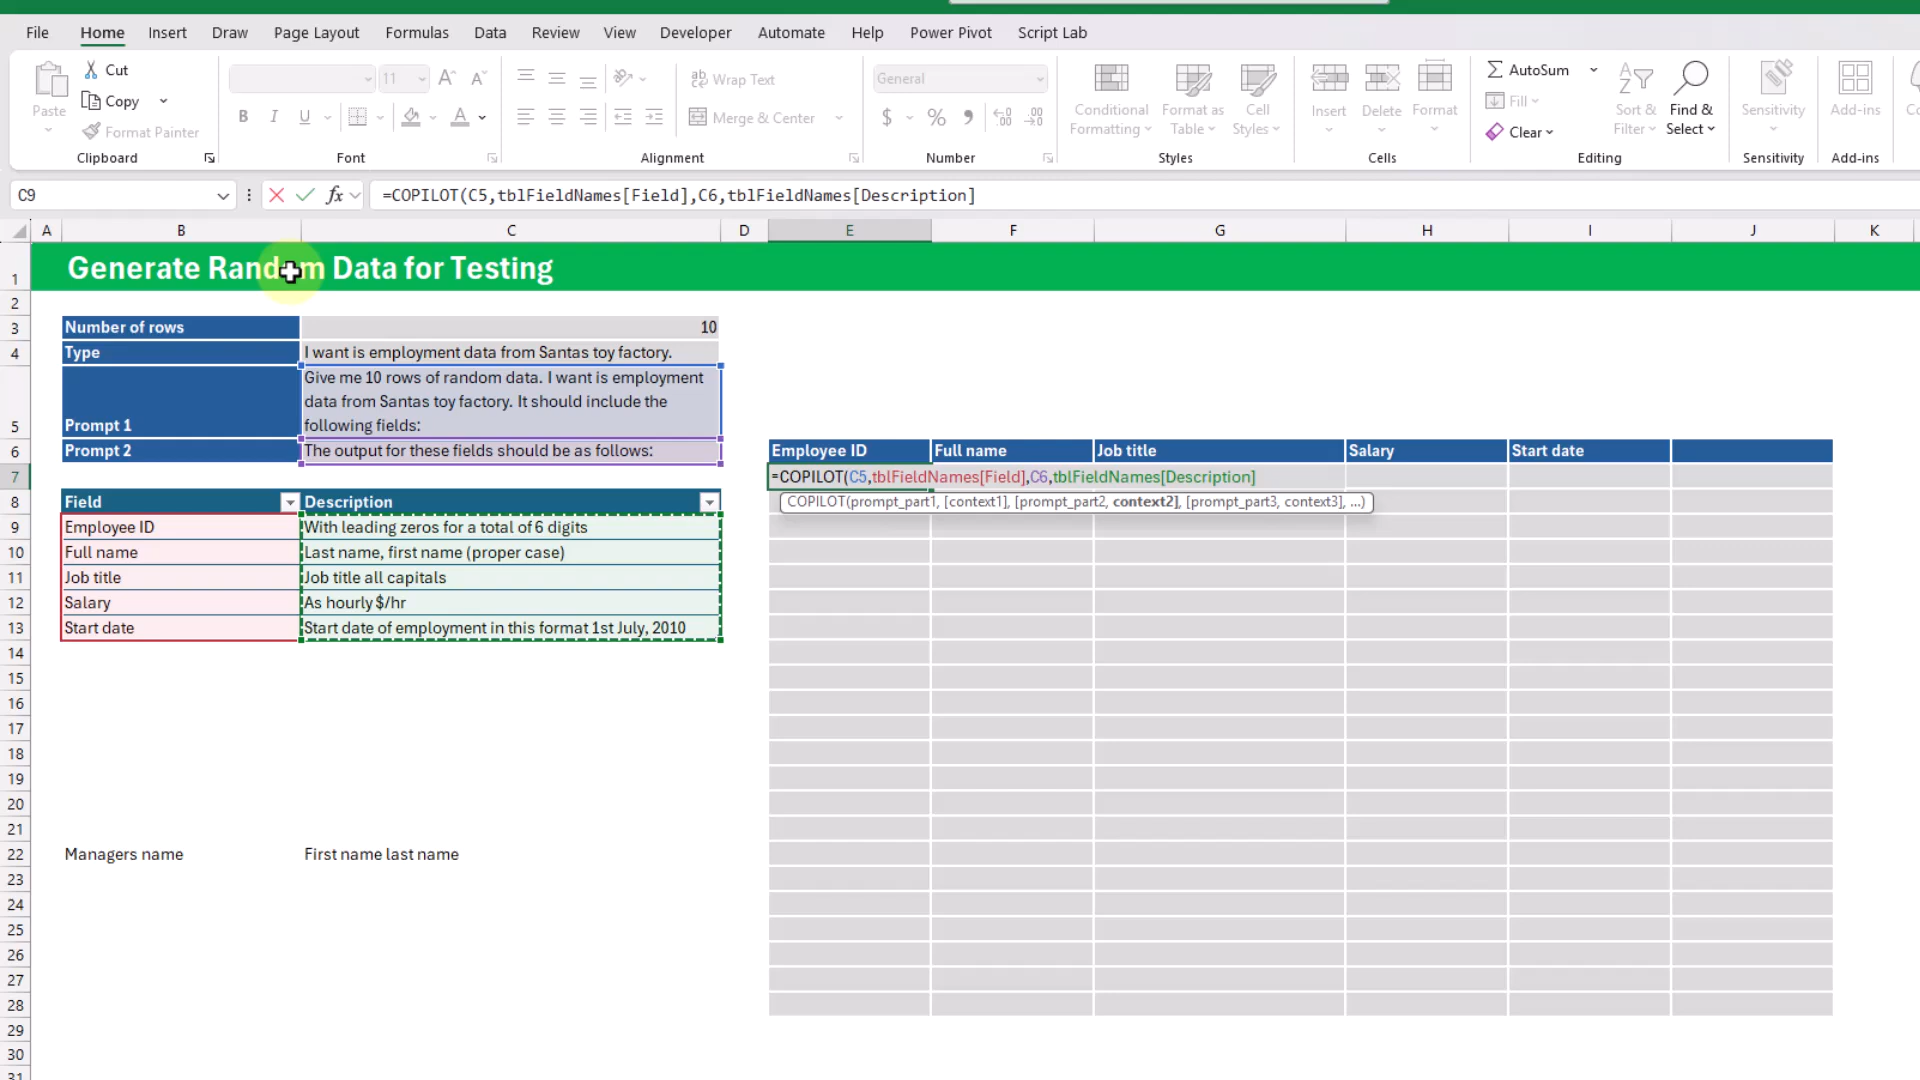 File Home Insert Draw Page Layout Formulas Data Review View Developer Automate Help Power Pivot Script Lab
Paste
Cut
Copy
Format Painter
Clipboard
11
B I U
Font
Wrap Text
Merge & Center
Alignment
General
$ % 9
Number
Conditional Formatting
Format as Table
Cell Styles
Styles
Insert
Delete
Format
Cells
AutoSum
Fill
Clear
Sort & Filter
Find & Select
Editing
Sensitivity
Sensitivity
Add-ins
Add-ins
C9 fx =COPILOT(C5,tblFieldNames[Field],C6,tblFieldNames[Description]
A B C D E F G H I J K
1 Generate Random Data for Testing
2
3 Number of rows 10
4 Type I want is employment data from Santas toy factory.
Give me 10 rows of random data. I want is employment
data from Santas toy factory. It should include the
5 Prompt 1 following fields:
6 Prompt 2 The output for these fields should be as follows: Employee ID Full name Job title Salary Start date
7 =COPILOT(C5,tblFieldNames[Field],C6,tblFieldNames[Description]
8 Field Description COPILOT(prompt_part1, [context1], [prompt_part2, context2], [prompt_part3, context3], ...)
9 Employee ID With leading zeros for a total of 6 digits
10 Full name Last name, first name (proper case)
11 Job title Job title all capitals
12 Salary As hourly $/hr
13 Start date Start date of employment in this format 1st July, 2010
14
15
16
17
18
19
20
21
22 Managers name First name last name
23
24
25
26
27
28
29
30
31